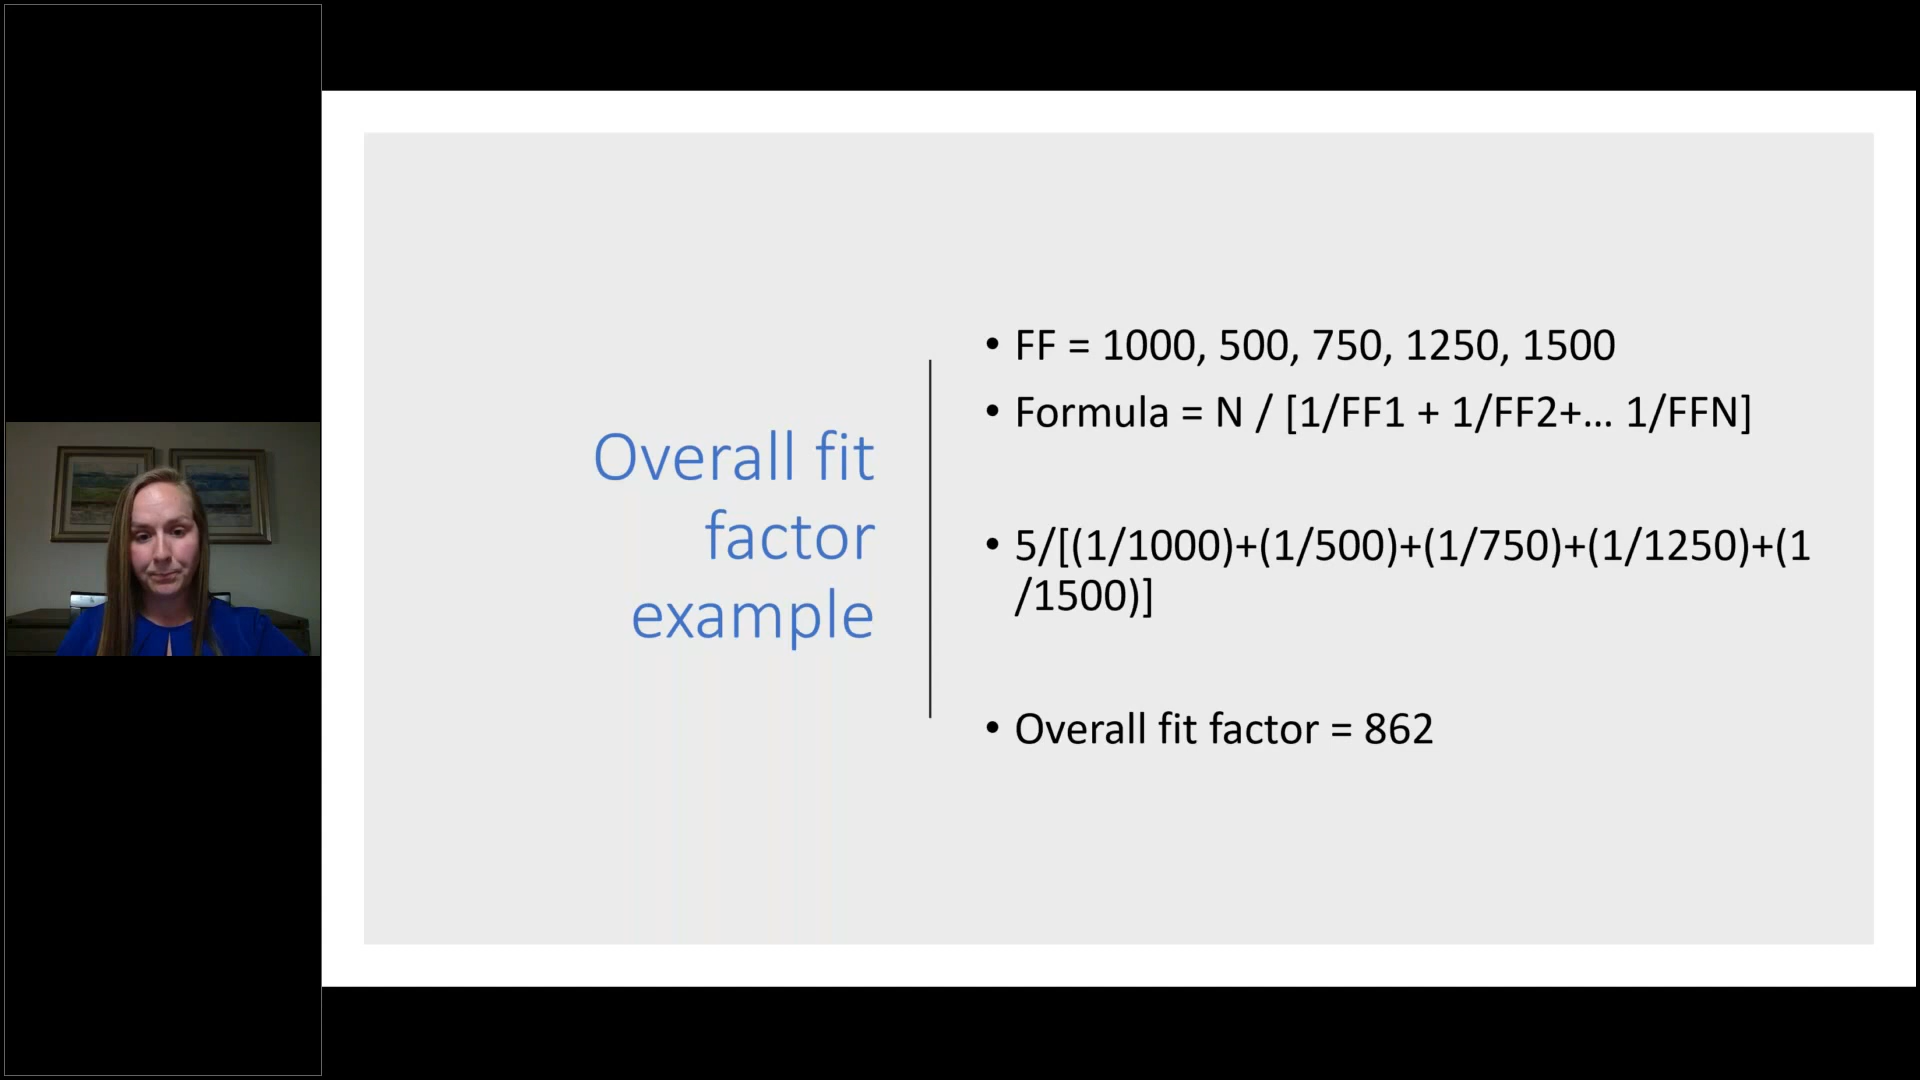 Overall fit
factor
example
• FF = 1000, 500, 750, 1250, 1500
• Formula = N / [1/FF1 + 1/FF2+... 1/FFN]
• 5/[(1/1000)+(1/500)+(1/750)+(1/1250)+(1
/1500)]
• Overall fit factor = 862